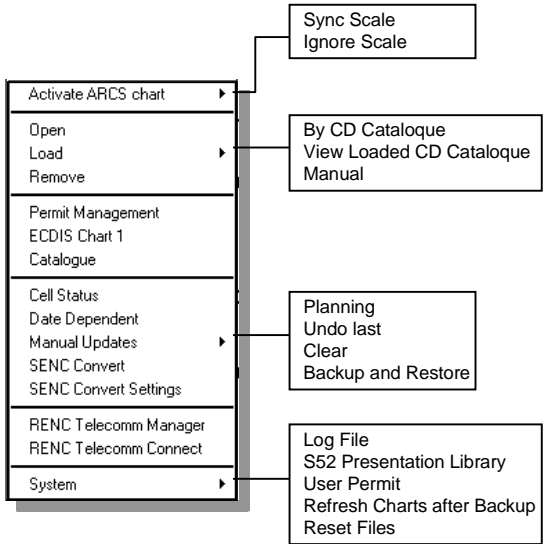 Activate ARCS chart
Sync Scale
Ignore Scale
Open
Load
Remove
By CD Cataloque
View Loaded CD Cataloque
Manual
Permit Management
ECDIS Chart 1
Catalogue
Cell Status
Date Dependent
Manual Updates
SENC Convert
SENC Convert Settings
Planning
Undo last
Clear
Backup and Restore
RENC Telecomm Manager
RENC Telecomm Connect
System
Log File
S52 Presentation Library
User Permit
Refresh Charts after Backup
Reset Files